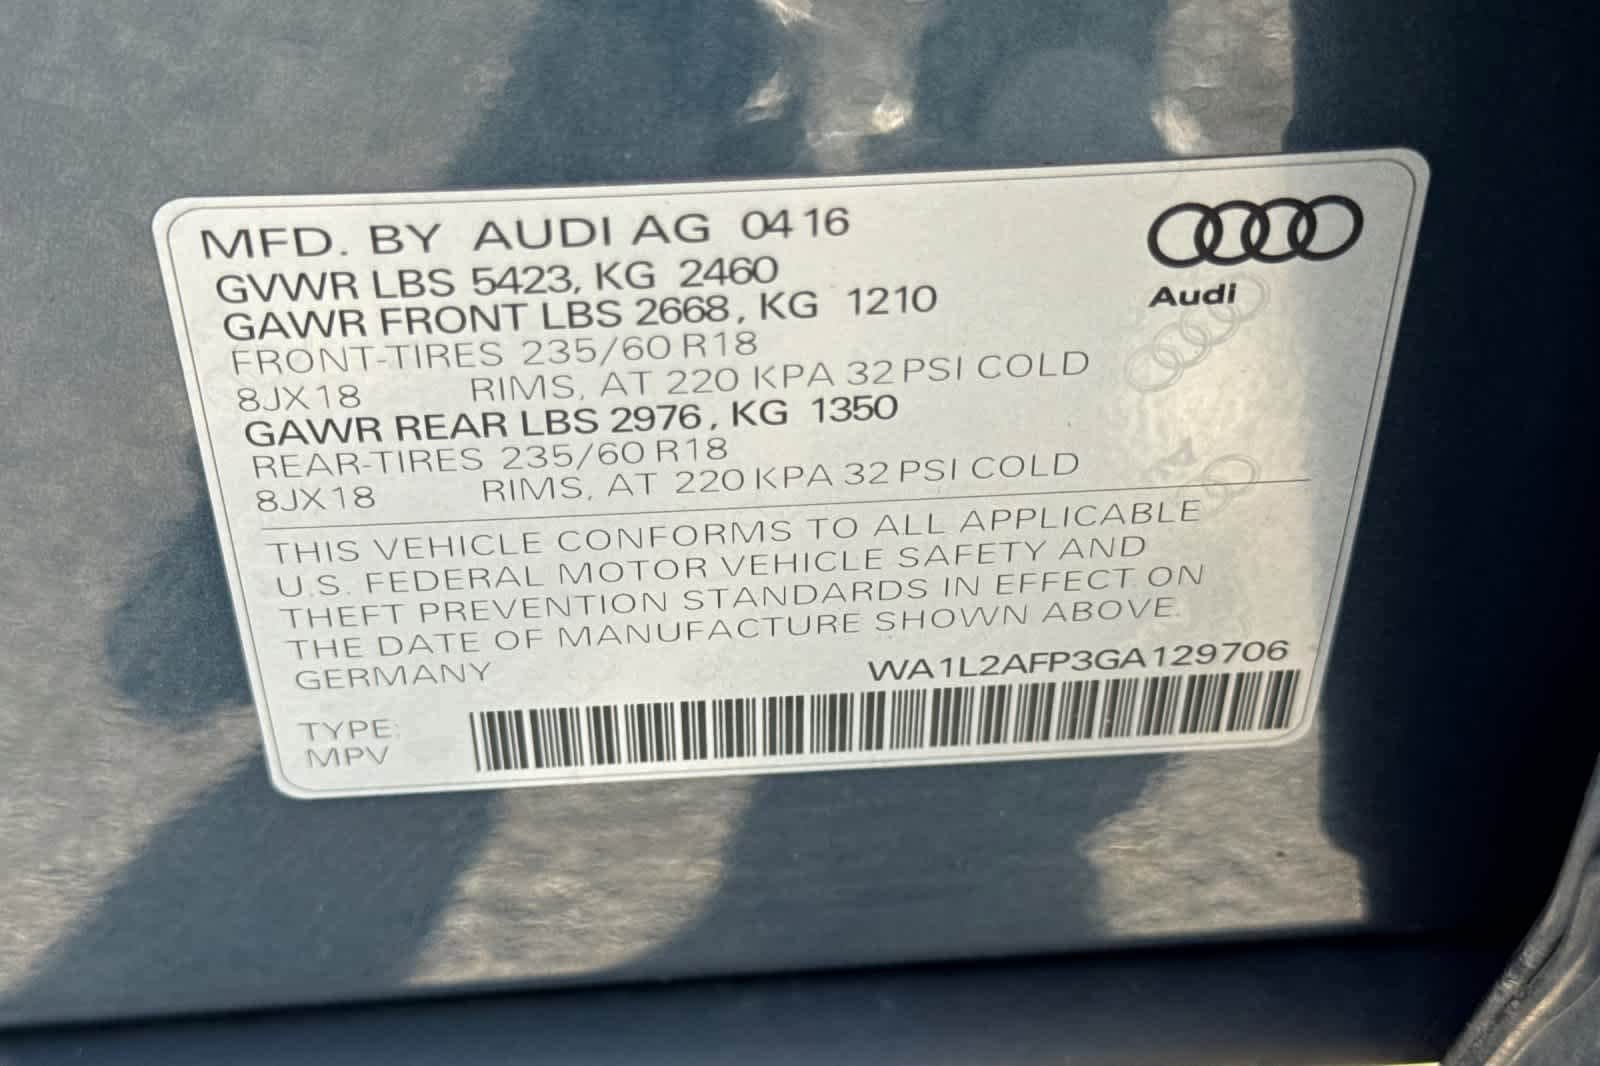 MFD. BY AUDI AG 04 16
GVWR LBS 5423, KG 2460
GAWR FRONT LBS 2668, KG 1210
FRONT-TIRES 235/60 R18
8JX18 RIMS, AT 220 KPA 32 PSI COLD
GAWR REAR LBS 2976, KG 1350
REAR-TIRES 235/60 R18
8JX18 RIMS, AT 220 KPA 32 PSI COLD
Audi
THIS VEHICLE CONFORMS TO ALL APPLICABLE
U.S. FEDERAL MOTOR VEHICLE SAFETY AND
THEFT PREVENTION STANDARDS IN EFFECT ON
THE DATE OF MANUFACTURE SHOWN ABOVE.
GERMANY WA1L2AFP3GA129706
TYPE:
MPV